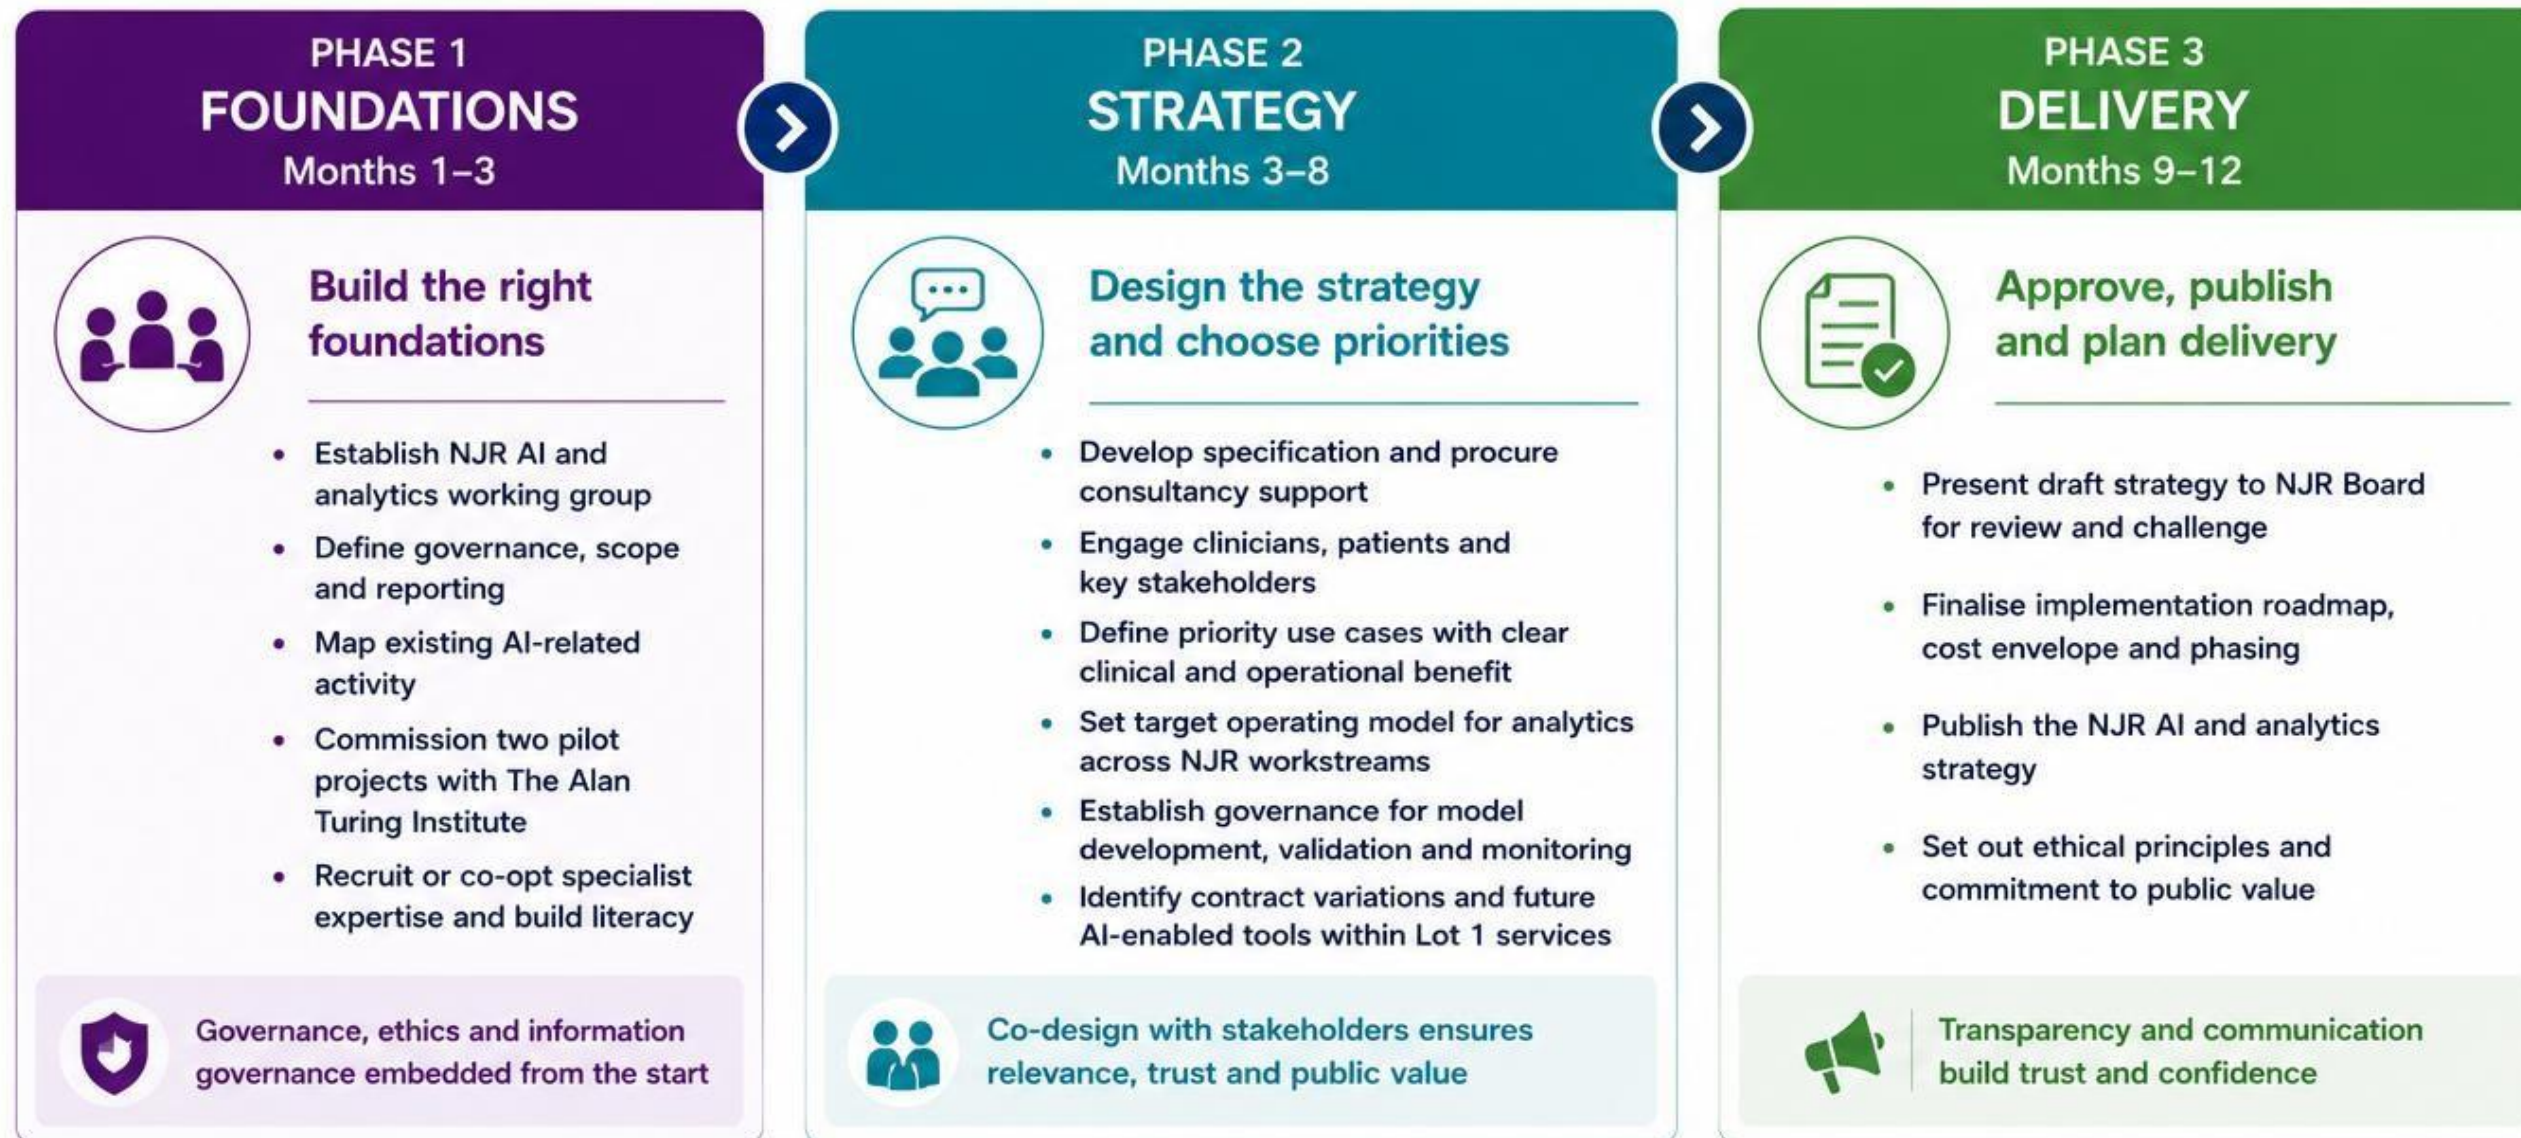 PHASE 1
FOUNDATIONS
Months 1–3
Build the right
foundations
• Establish NJR AI and
analytics working group
• Define governance, scope
and reporting
• Map existing AI-related
activity
• Commission two pilot
projects with The Alan
Turing Institute
• Recruit or co-opt specialist
expertise and build literacy
Governance, ethics and information
governance embedded from the start
PHASE 2
STRATEGY
Months 3–8
Design the strategy
and choose priorities
• Develop specification and procure
consultancy support
• Engage clinicians, patients and
key stakeholders
• Define priority use cases with clear
clinical and operational benefit
• Set target operating model for analytics
across NJR workstreams
• Establish governance for model
development, validation and monitoring
• Identify contract variations and future
AI-enabled tools within Lot 1 services
Co-design with stakeholders ensures
relevance, trust and public value
PHASE 3
DELIVERY
Months 9–12
Approve, publish
and plan delivery
• Present draft strategy to NJR Board
for review and challenge
• Finalise implementation roadmap,
cost envelope and phasing
• Publish the NJR AI and analytics
strategy
• Set out ethical principles and
commitment to public value
Transparency and communication
build trust and confidence